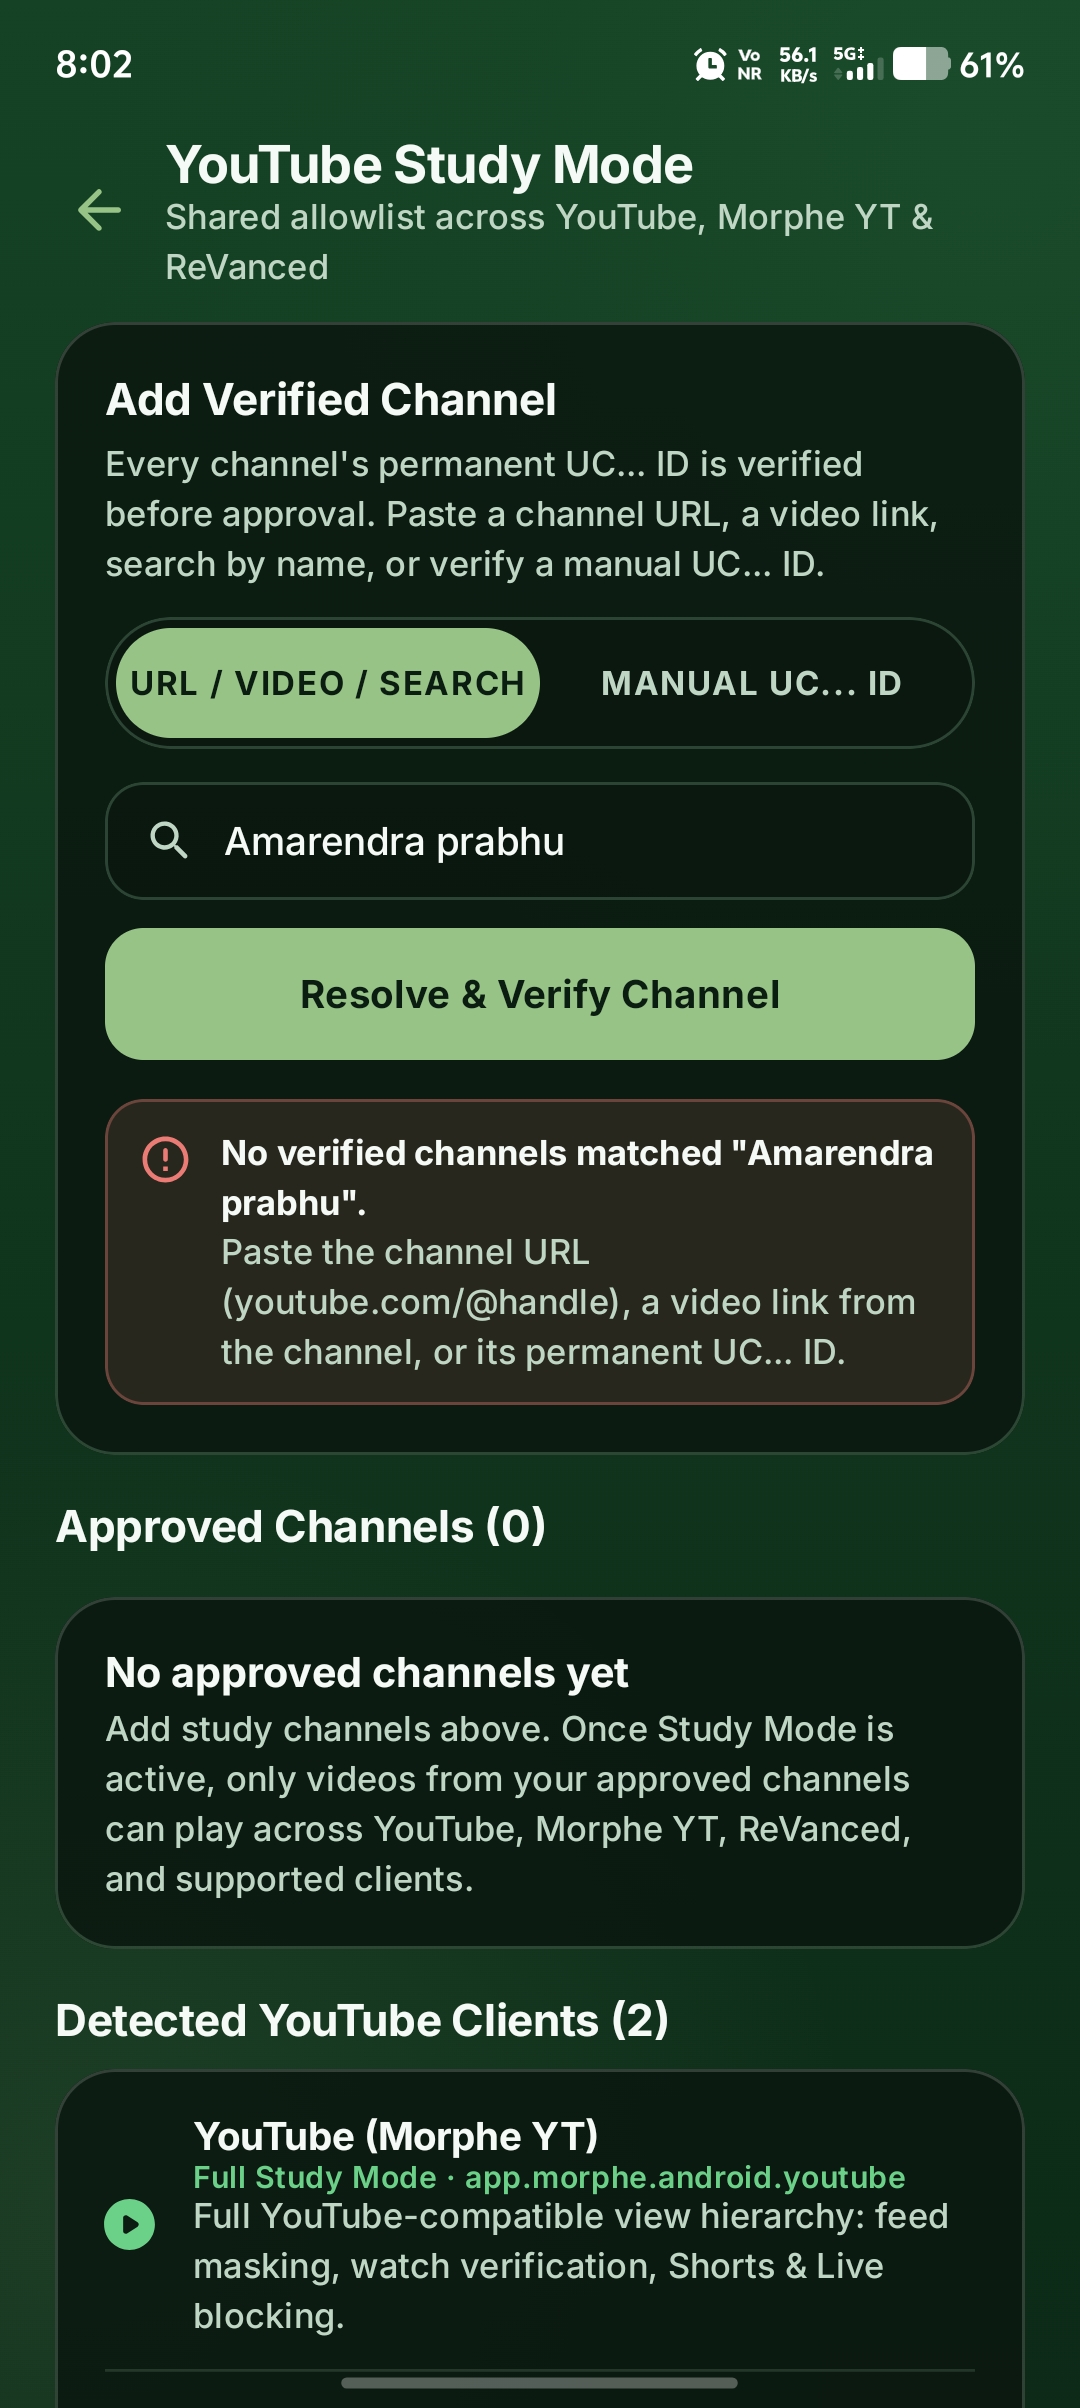 8:02
Vo
NR
56.1
KB/s
5G‡
61%
YouTube Study Mode
Shared allowlist across YouTube, Morphe YT &
ReVanced
Add Verified Channel
Every channel's permanent UC... ID is verified
before approval. Paste a channel URL, a video link,
search by name, or verify a manual UC... ID.
URL / VIDEO / SEARCH
MANUAL UC... ID
Amarendra prabhu
Resolve & Verify Channel
No verified channels matched "Amarendra
prabhu".
Paste the channel URL
(youtube.com/@handle), a video link from
the channel, or its permanent UC... ID.
Approved Channels (0)
No approved channels yet
Add study channels above. Once Study Mode is
active, only videos from your approved channels
can play across YouTube, Morphe YT, ReVanced,
and supported clients.
Detected YouTube Clients (2)
YouTube (Morphe YT)
Full Study Mode · app.morphe.android.youtube
Full YouTube-compatible view hierarchy: feed
masking, watch verification, Shorts & Live
blocking.